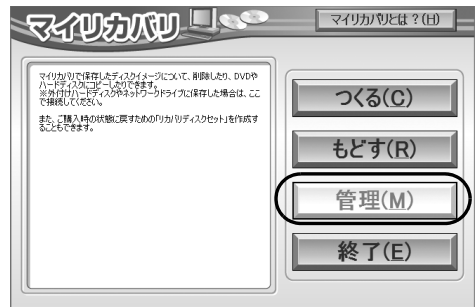 マイリカバリ
マイリカバリとは?(H)
マイリカバリで保存したディスクイメージについて、削除したり、DVDや
ハードディスクにコピーしたりできます。
※外付けハードディスクやネットワークドライブに保存した場合は、ここ
で接続してください。
また、ご購入時の状態に戻すための「リカバリディスクセット」を作成す
ることもできます。
つくる(C)
もどす(R)
管理(M)
終了(E)